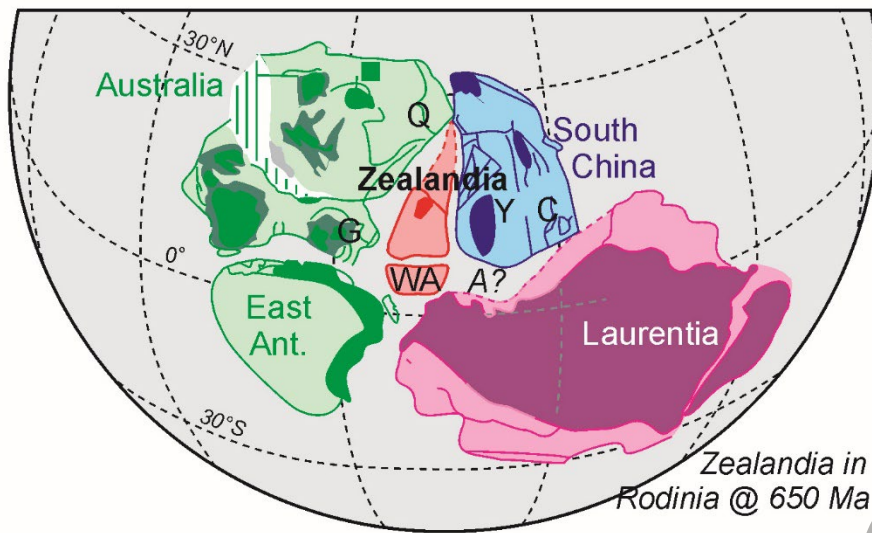 30°N
Australia
Q
South
China
Zealandia
Y
C
G
0°
WA
A?
East
Ant.
Laurentia
30°S
Zealandia in
Rodinia @ 650 Ma